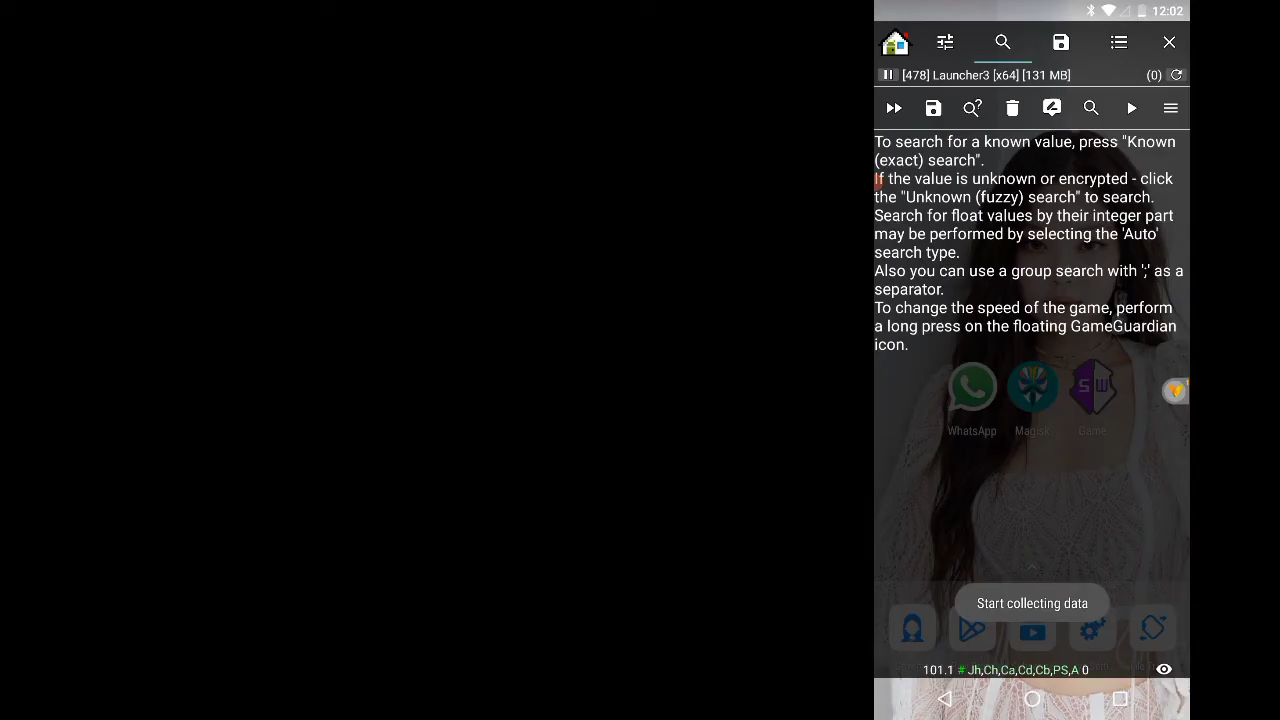 12:02
[478] Launcher3 [x64] [131 MB] (0)
To search for a known value, press "Known
(exact) search".
If the value is unknown or encrypted - click
the "Unknown (fuzzy) search" to search.
Search for float values by their integer part
may be performed by selecting the 'Auto'
search type.
Also you can use a group search with ';' as a
separator.
To change the speed of the game, perform
a long press on the floating GameGuardian
icon.
SW
WhatsApp Magisk Game
Start collecting data
101.1 # Jh,Ch,Ca,Cd,Cb,PS,A 0